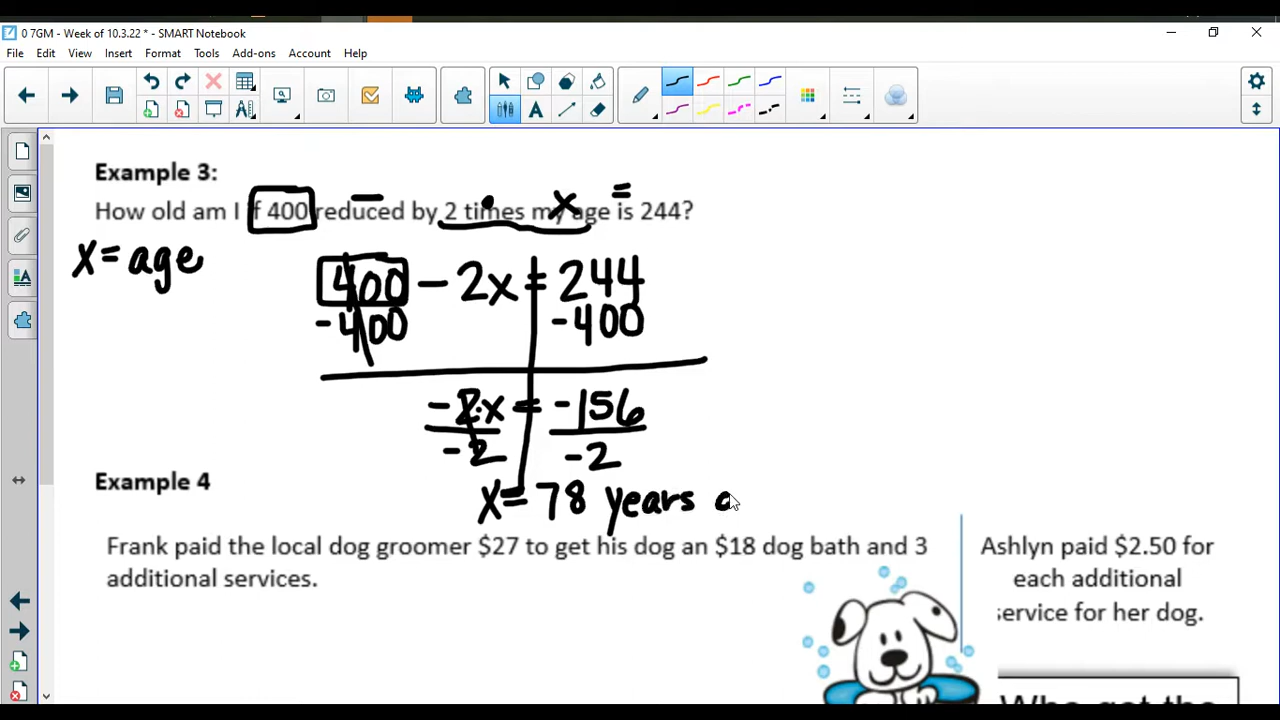 0 7GM - Week of 10.3.22 * - SMART Notebook
File Edit View Insert Format Tools Add-ons Account Help
Example 3:
− • x =
How old am I if 400 reduced by 2 times my age is 244?
x = age
400 − 2x = 244
-400 -400
-2·x = -156
-2 -2
x = 78 years
Example 4
Frank paid the local dog groomer $27 to get his dog an $18 dog bath and 3
additional services.
Ashlyn paid $2.50 for
each additional
service for her dog.
Who got the